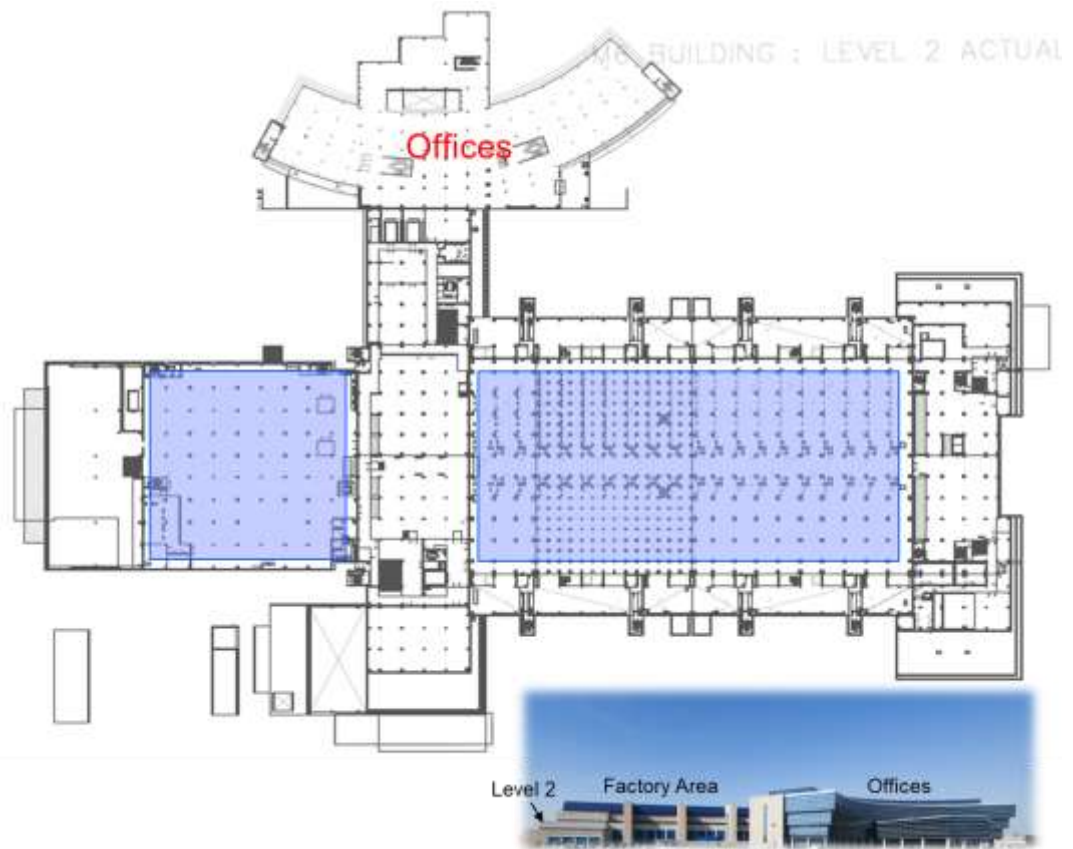 M6 BUILDING : LEVEL 2 ACTUAL
Offices
Level 2
Factory Area
Offices